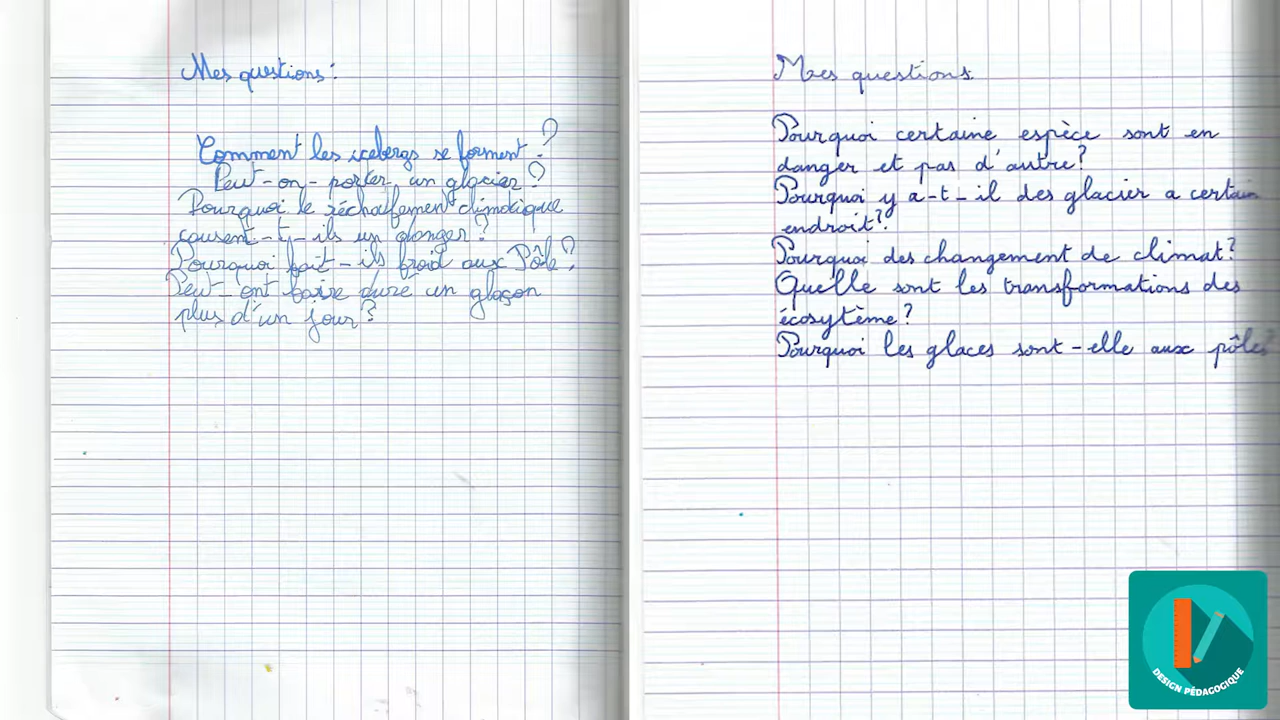 Mes questions:
Comment les icebergs se forment?
Peut-on-porter un glacier?
Pourquoi le réchaufement climatique
causent-t-ils un danger?
Pourquoi fait-ils froid aux Pôle?
Peut-ont faire duré un glaçon
plus d'un jour?
Mes questions.
Pourquoi certaine espèce sont en
danger et pas d'autre?
Pourquoi y a-t-il des glacier a certain
endroit?
Pourquoi des changement de climat?
Quelle sont les transformations des
écosytème?
Pourquoi les glaces sont-elle aux pôles?
DESIGN PÉDAGOGIQUE